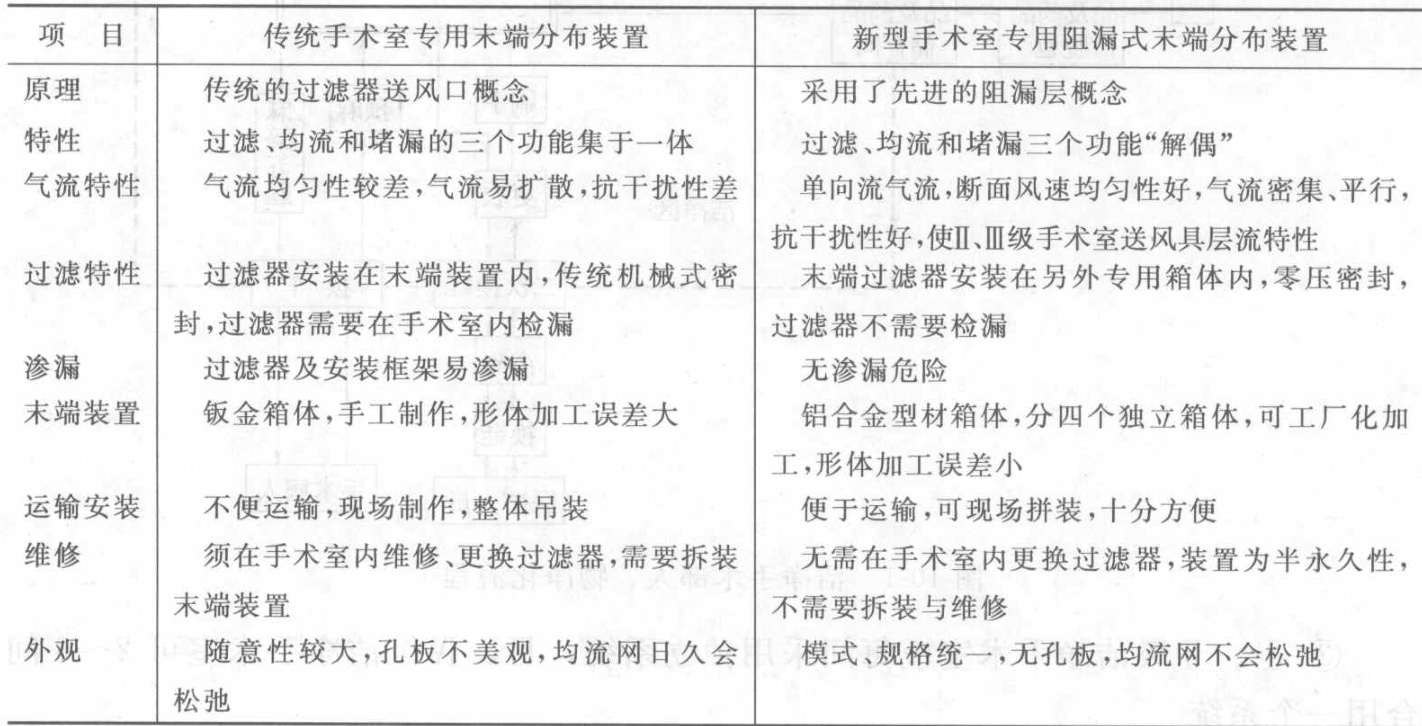 项 目 传统手术室专用末端分布装置 新型手术室专用阻漏式末端分布装置
原理 传统的过滤器送风口概念 采用了先进的阻漏层概念
特性 过滤、均流和堵漏的三个功能集于一体 过滤、均流和堵漏三个功能“解偶”
气流特性 气流均匀性较差,气流易扩散,抗干扰性差 单向流气流,断面风速均匀性好,气流密集、平行,
抗干扰性好,使Ⅱ、Ⅲ级手术室送风具层流特性
过滤特性 过滤器安装在末端装置内,传统机械式密 末端过滤器安装在另外专用箱体内,零压密封,
封,过滤器需要在手术室内检漏 过滤器不需要检漏
渗漏 过滤器及安装框架易渗漏 无渗漏危险
末端装置 钣金箱体,手工制作,形体加工误差大 铝合金型材箱体,分四个独立箱体,可工厂化加
工,形体加工误差小
运输安装 不便运输,现场制作,整体吊装 便于运输,可现场拼装,十分方便
维修 须在手术室内维修、更换过滤器,需要拆装 无需在手术室内更换过滤器,装置为半永久性,
末端装置 不需要拆装与维修
外观 随意性较大,孔板不美观,均流网日久会 模式、规格统一,无孔板,均流网不会松弛
松弛